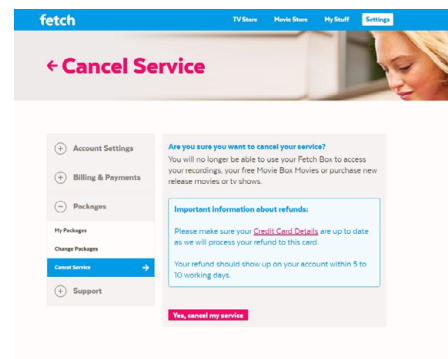 fetch
TV Store Movie Store My Stuff Settings
← Cancel Service
Account Settings
Billing & Payments
Packages
My Packages
Change Packages
Cancel Service →
Support
Are you sure you want to cancel your service?
You will no longer be able to use your Fetch Box to access
your recordings, your free Movie Box Movies or purchase new
release movies or tv shows.
Important information about refunds:
Please make sure your Credit Card Details are up to date
as we will process your refund to this card.
Your refund should show up on your account within 5 to
10 working days.
Yes, cancel my service